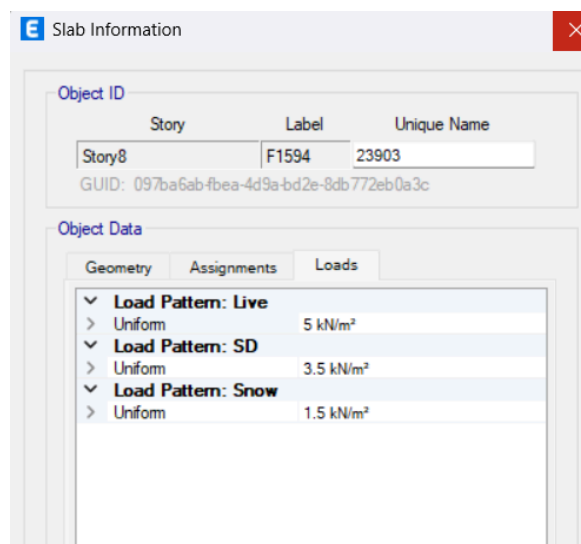 E Slab Information
Object ID
Story Label Unique Name
Story8 F1594 23903
GUID: 097ba6ab-fbea-4d9a-bd2e-8db772eb0a3c
Object Data
Geometry Assignments Loads
Load Pattern: Live
Uniform 5 kN/m²
Load Pattern: SD
Uniform 3.5 kN/m²
Load Pattern: Snow
Uniform 1.5 kN/m²